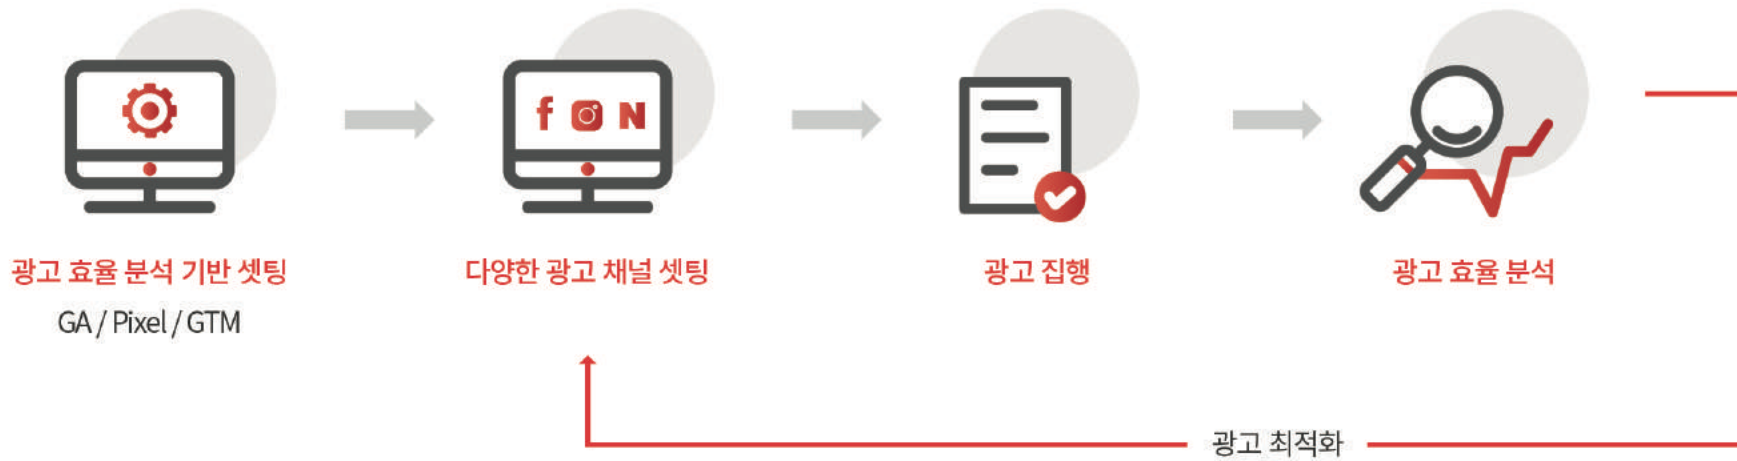 광고 효율 분석 기반 셋팅
GA / Pixel / GTM
다양한 광고 채널 셋팅
광고 집행
광고 효율 분석
광고 최적화